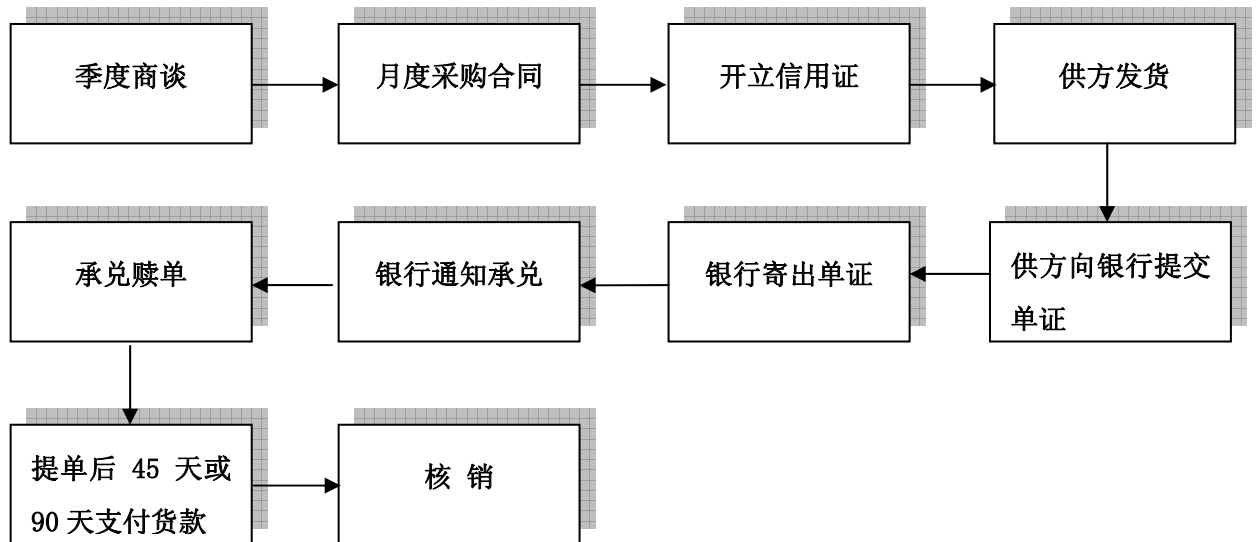 季度商谈
月度采购合同
开立信用证
供方发货
供方向银行提交
单证
银行寄出单证
银行通知承兑
承兑赎单
提单后 45 天或
90 天支付货款
核 销